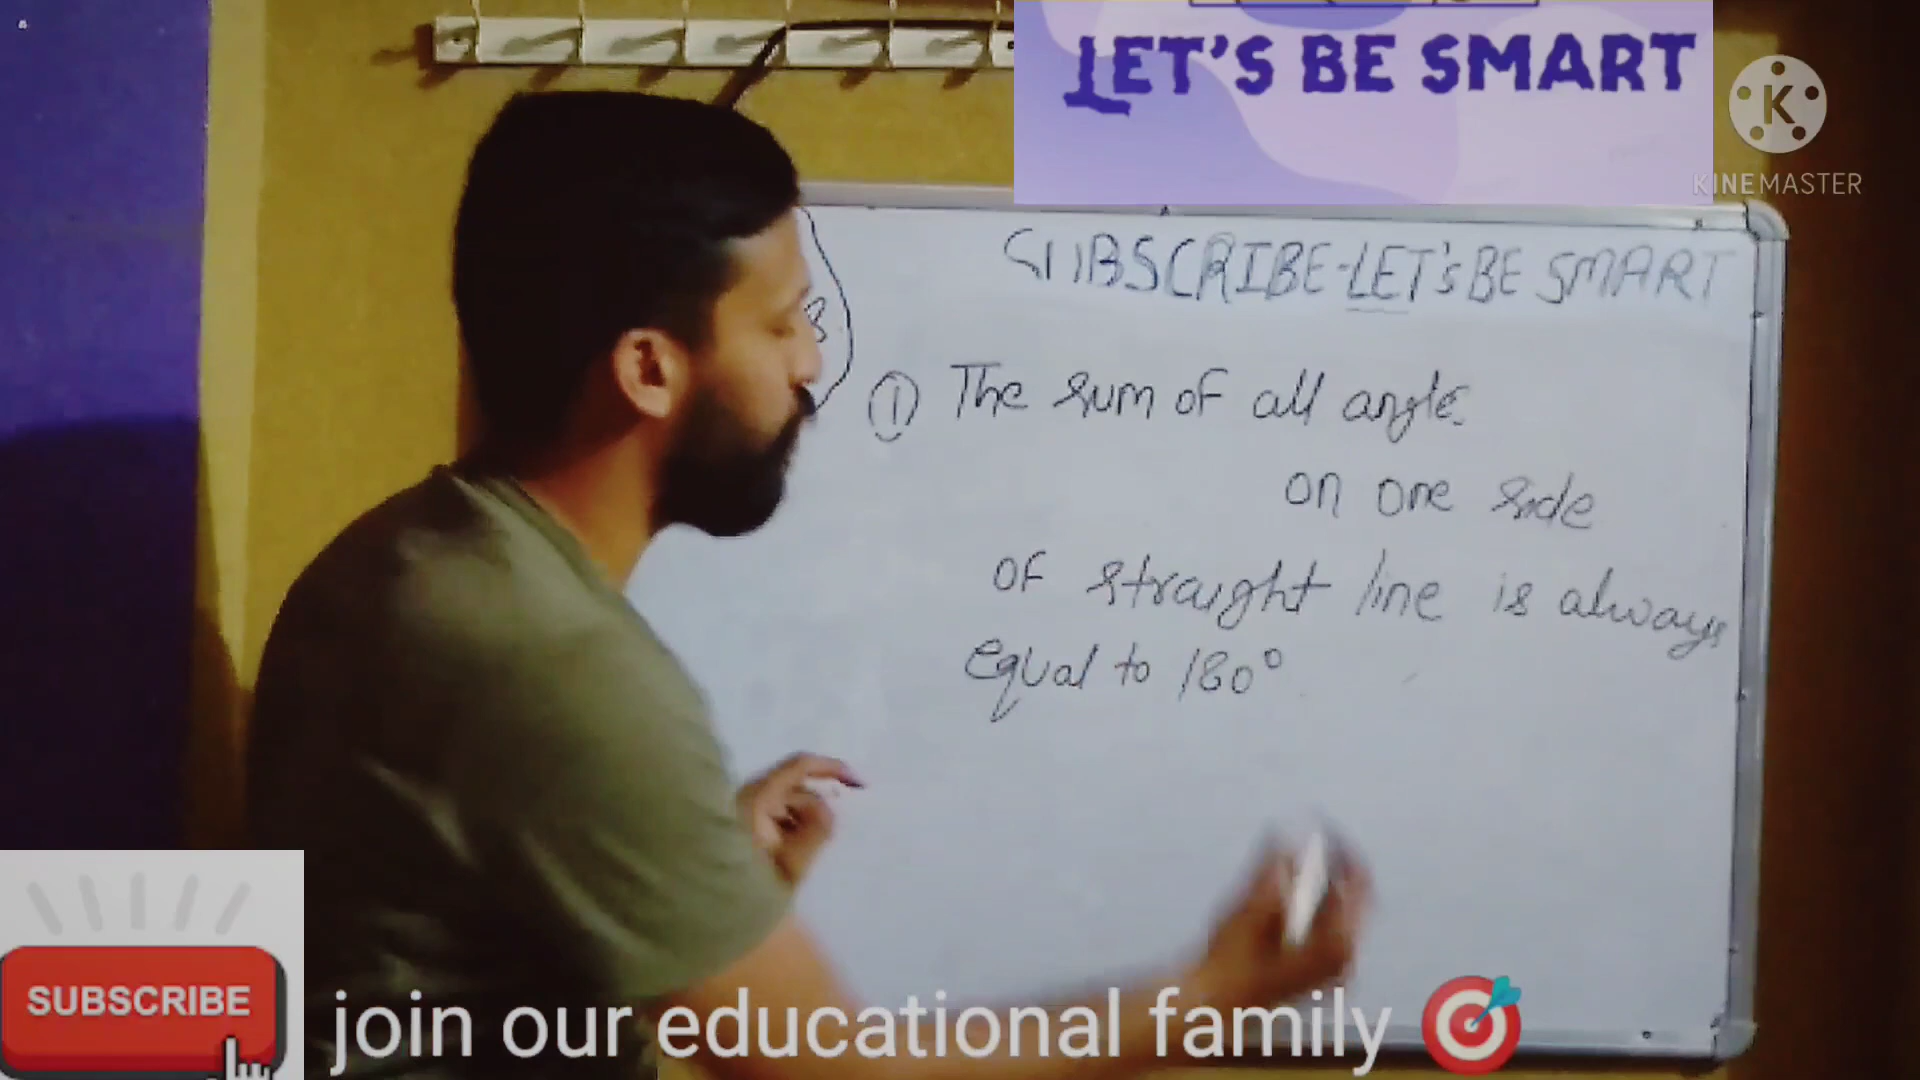 LET'S BE SMART
KINEMASTER
SUBSCRIBE-LET's BE SMART
① The sum of all angle.
on one side
of straight line is always
equal to 180°
SUBSCRIBE
join our educational family